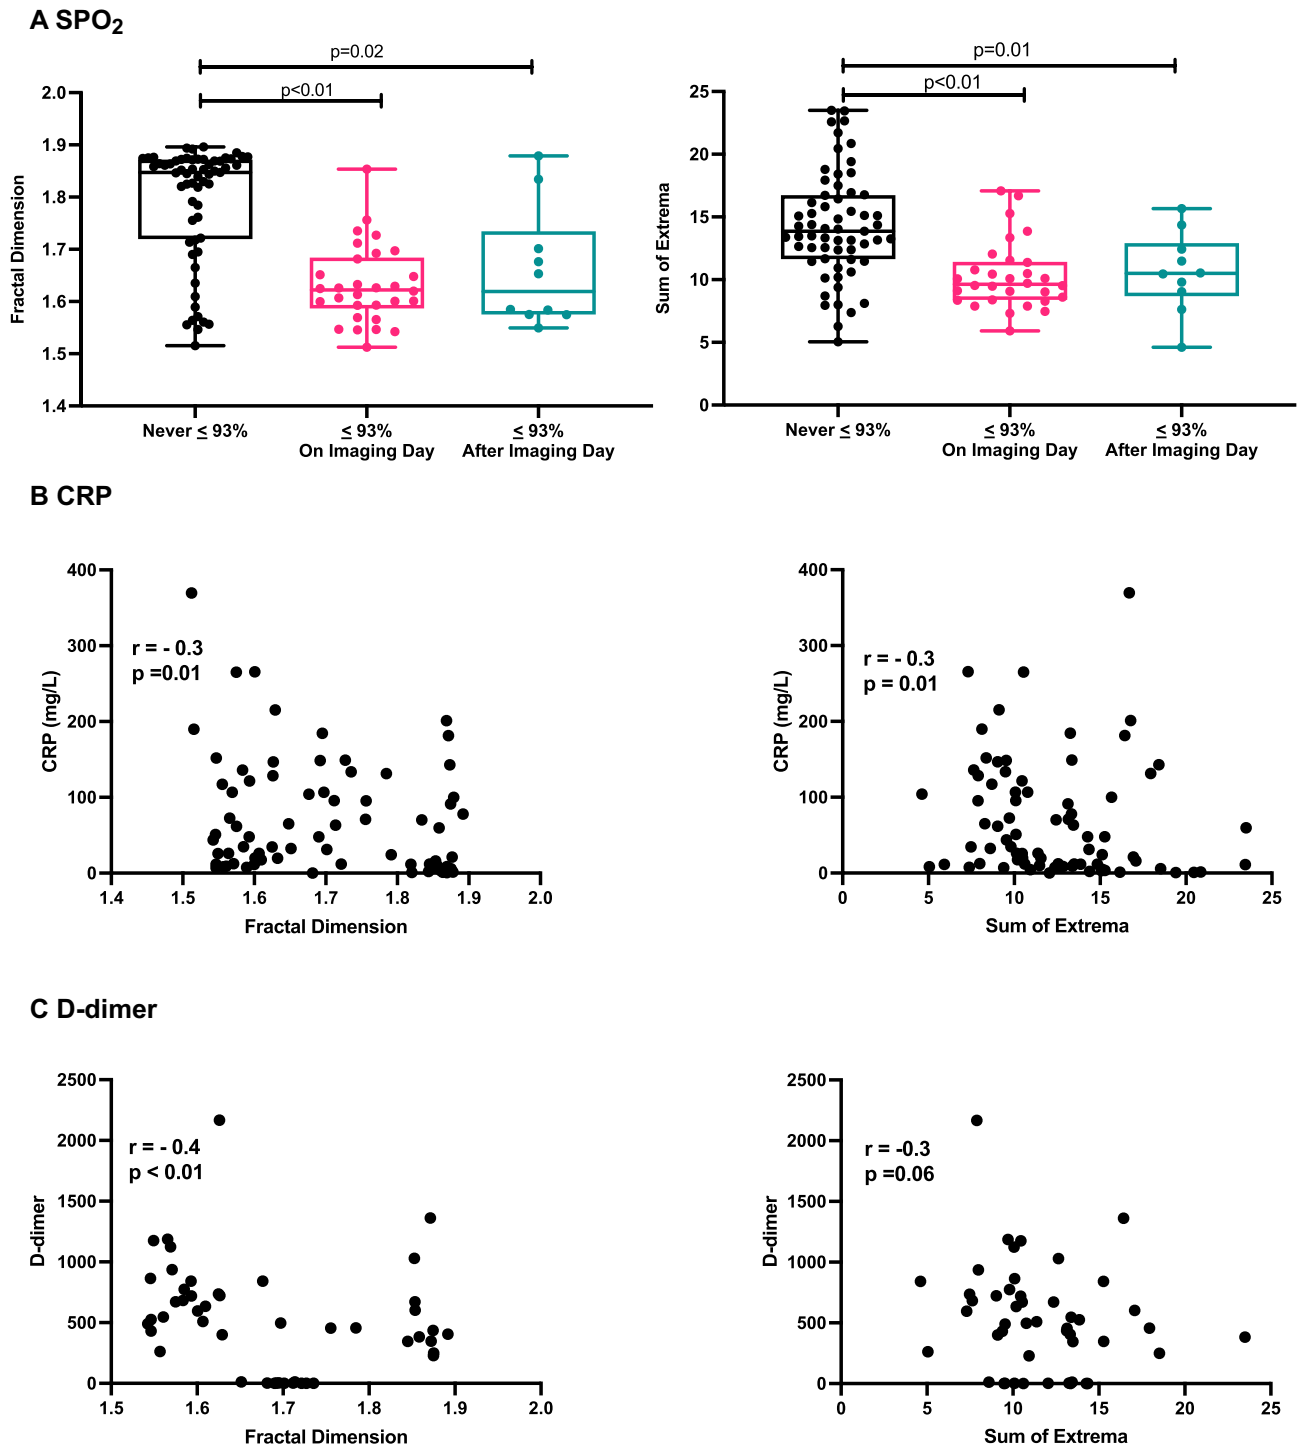 A SPO2
p=0.02
p<0.01
2.0
1.9
1.8
1.7
1.6
1.5
1.4
Fractal Dimension
Never ≤ 93%
≤ 93%
On Imaging Day
≤ 93%
After Imaging Day
p=0.01
p<0.01
25
20
15
10
5
0
Sum of Extrema
Never ≤ 93%
≤ 93%
On Imaging Day
≤ 93%
After Imaging Day
B CRP
400
300
200
100
0
CRP (mg/L)
r = - 0.3
p =0.01
1.4 1.5 1.6 1.7 1.8 1.9 2.0
Fractal Dimension
400
300
200
100
0
CRP (mg/L)
r = - 0.3
p = 0.01
0 5 10 15 20 25
Sum of Extrema
C D-dimer
2500
2000
1500
1000
500
0
D-dimer
r = - 0.4
p < 0.01
1.5 1.6 1.7 1.8 1.9 2.0
Fractal Dimension
2500
2000
1500
1000
500
0
D-dimer
r = -0.3
p =0.06
0 5 10 15 20 25
Sum of Extrema